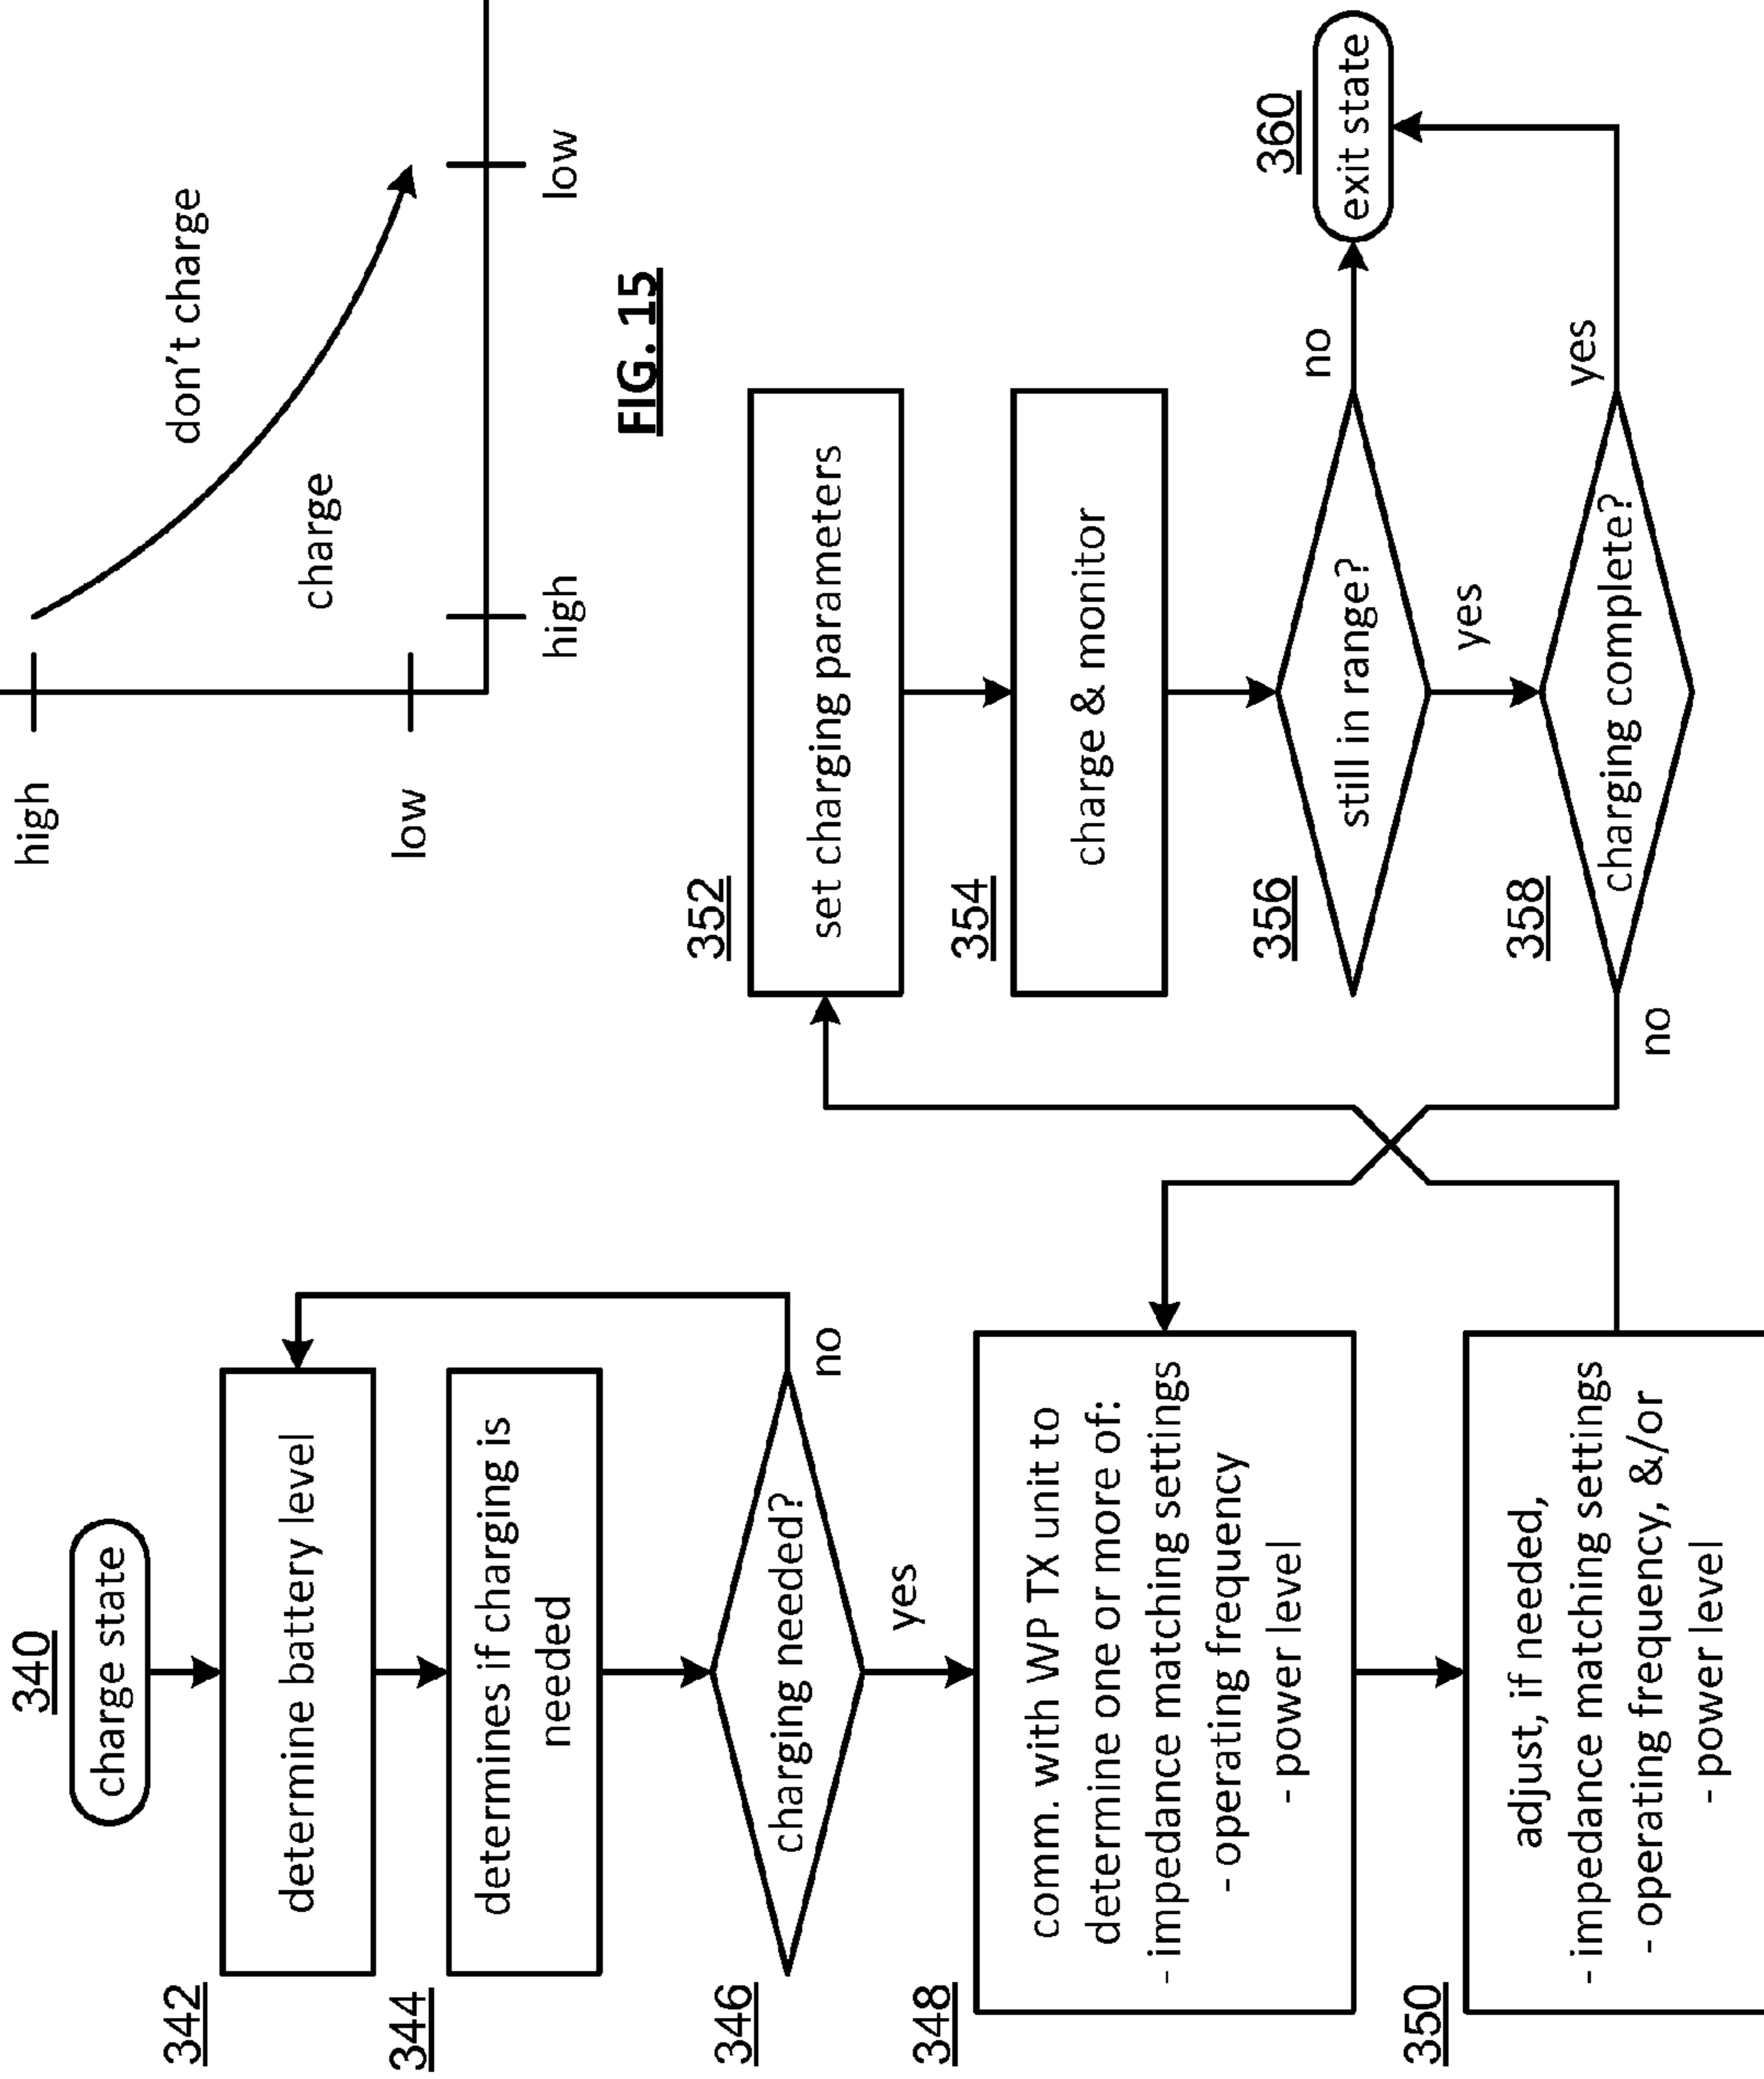 340
charge state
342
determine battery level
344
determines if charging is
needed
346
charging needed?
no
yes
348
comm. with WP TX unit to
determine one or more of:
- impedance matching settings
- operating frequency
- power level
350
adjust, if needed,
- impedance matching settings
- operating frequency, &/or
- power level
high
low
don't charge
charge
high
low
FIG. 15
352
set charging parameters
354
charge & monitor
356
still in range?
no
yes
358
charging complete?
no
yes
360
exit state